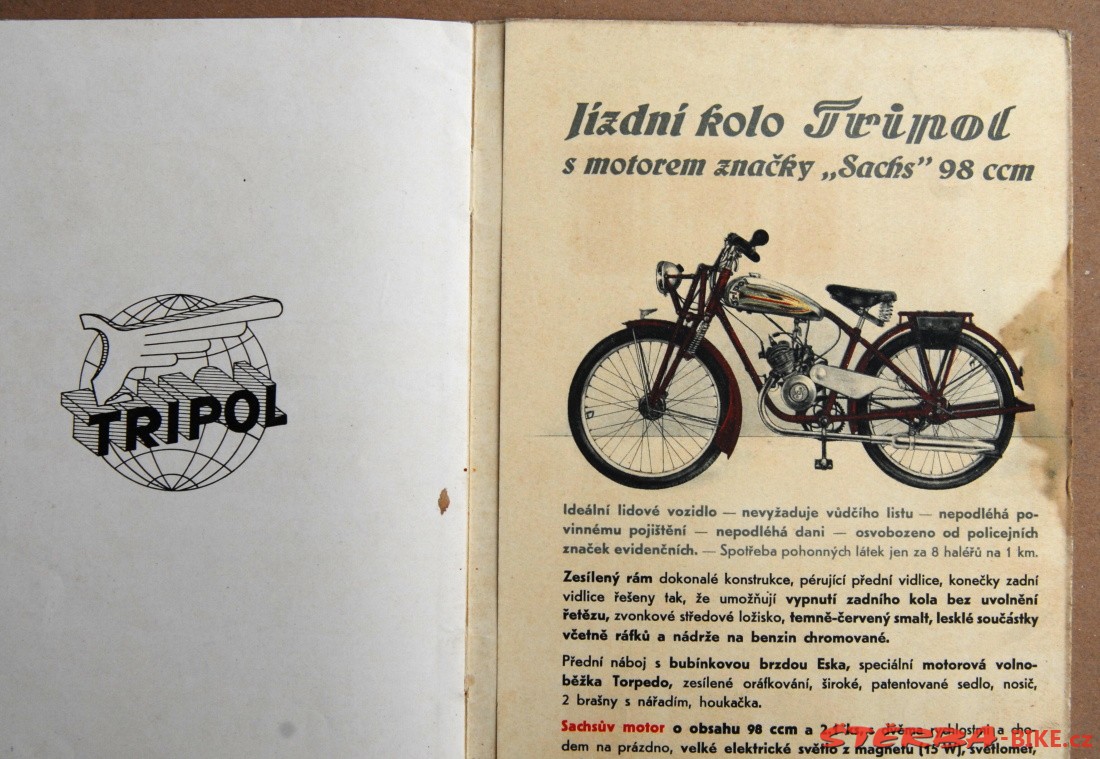 TRIPOL
Jízdní kolo Tripol
s motorem značky „Sachs" 98 ccm
Ideální lidové vozidlo — nevyžaduje vůdčího listu — nepodléhá po-
vinnému pojištění — nepodléhá dani — osvobozeno od policejních
značek evidenčních. — Spotřeba pohonných látek jen za 8 haléřů na 1 km.
Zesílený rám dokonalé konstrukce, pérující přední vidlice, konečky zadní
vidlice řešeny tak, že umožňují vypnutí zadního kola bez uvolnění
řetězu, zvonkové středové ložisko, temně-červený smalt, lesklé součástky
včetně ráfků a nádrže na benzin chromované.
Přední náboj s bubínkovou brzdou Eska, speciální motorová volno-
běžka Torpedo, zesílené oráfkování, široké, patentované sedlo, nosič,
2 brašny s nářadím, houkačka.
Sachsův motor o obsahu 98 ccm a rychlostmi a cho-
dem na prázdno, velké elektrické světlo z magnetu (15 W), světlomet,
STERBA-BIKE.cz